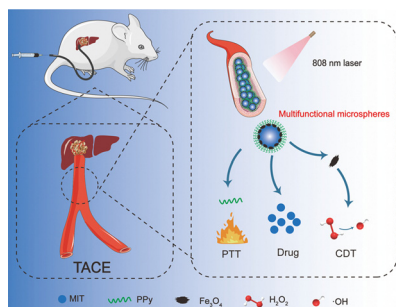 808 nm laser
Multifunctional microspheres
PTT
Drug
CDT
TACE
MIT
PPy
Fe₃O₄
H₂O₂
·OH